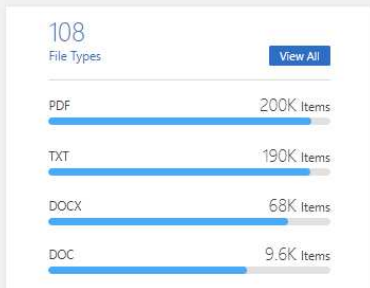 108
File Types
View All
PDF 200K Items
TXT 190K Items
DOCX 68K Items
DOC 9.6K Items